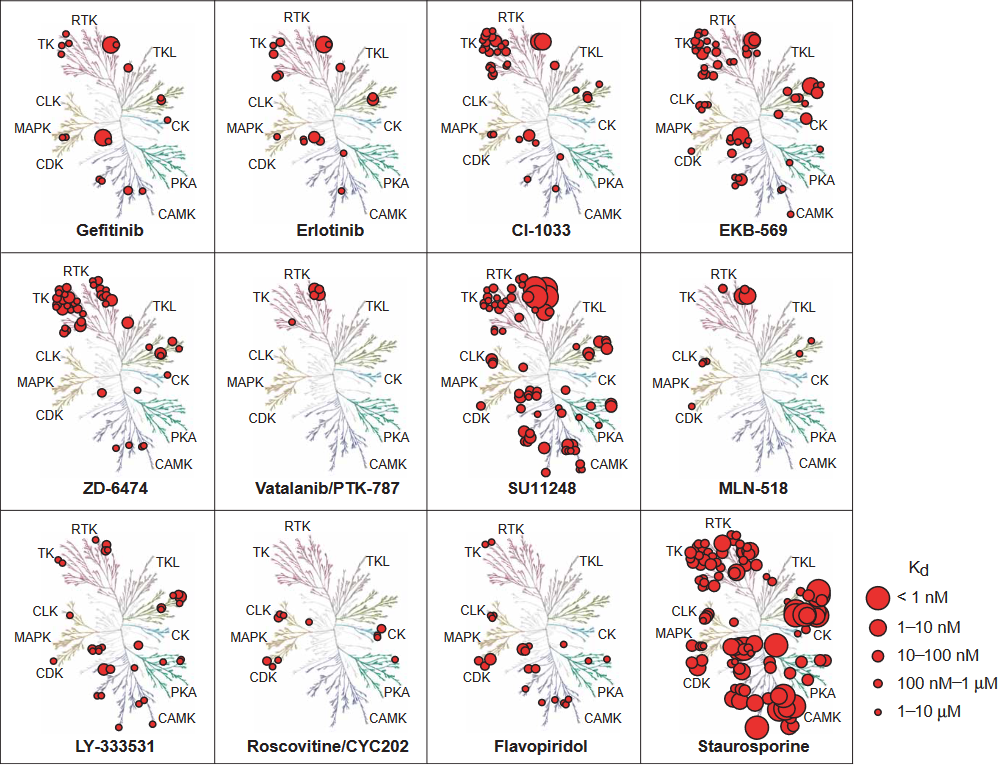 RTK
TK
TKL
CLK
MAPK
CK
CDK
PKA
CAMK
Gefitinib
RTK
TK
TKL
CLK
MAPK
CK
CDK
PKA
CAMK
Erlotinib
RTK
TK
TKL
CLK
MAPK
CK
CDK
PKA
CAMK
CI-1033
RTK
TK
TKL
CLK
MAPK
CK
CDK
PKA
CAMK
EKB-569
RTK
TK
TKL
CLK
MAPK
CK
CDK
PKA
CAMK
ZD-6474
RTK
TK
TKL
CLK
MAPK
CK
CDK
PKA
CAMK
Vatalanib/PTK-787
RTK
TK
TKL
CLK
MAPK
CK
CDK
PKA
CAMK
SU11248
RTK
TK
TKL
CLK
MAPK
CK
CDK
PKA
CAMK
MLN-518
RTK
TK
TKL
CLK
MAPK
CK
CDK
PKA
CAMK
LY-333531
RTK
TK
TKL
CLK
MAPK
CK
CDK
PKA
CAMK
Roscovitine/CYC202
RTK
TK
TKL
CLK
MAPK
CK
CDK
PKA
CAMK
Flavopiridol
RTK
TK
TKL
CLK
MAPK
CK
CDK
PKA
CAMK
Staurosporine
Kd
< 1 nM
1–10 nM
10–100 nM
100 nM–1 µM
1–10 µM